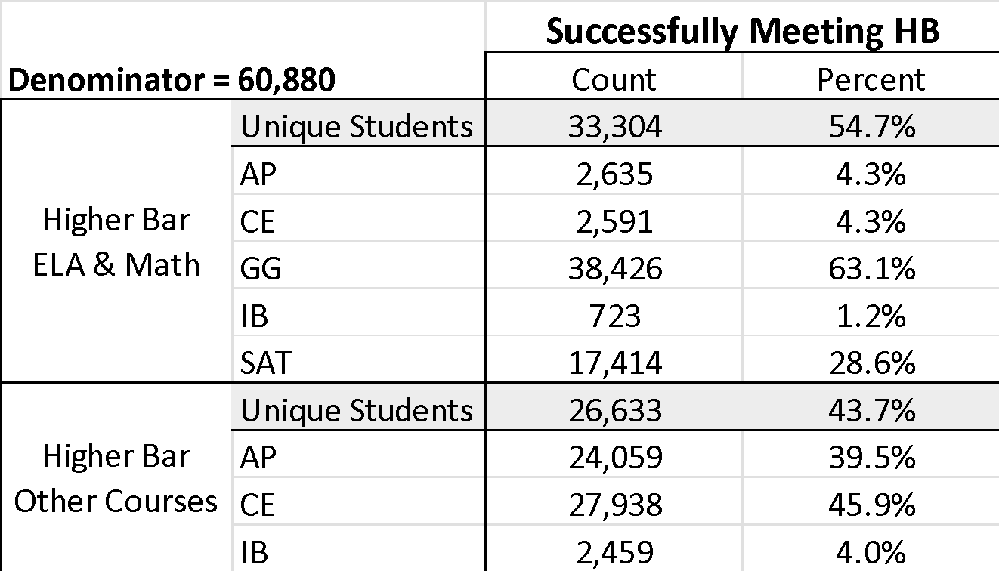 Successfully Meeting HB
Denominator = 60,880 Count Percent
Higher Bar
ELA & Math
Unique Students 33,304 54.7%
AP 2,635 4.3%
CE 2,591 4.3%
GG 38,426 63.1%
IB 723 1.2%
SAT 17,414 28.6%
Higher Bar
Other Courses
Unique Students 26,633 43.7%
AP 24,059 39.5%
CE 27,938 45.9%
IB 2,459 4.0%